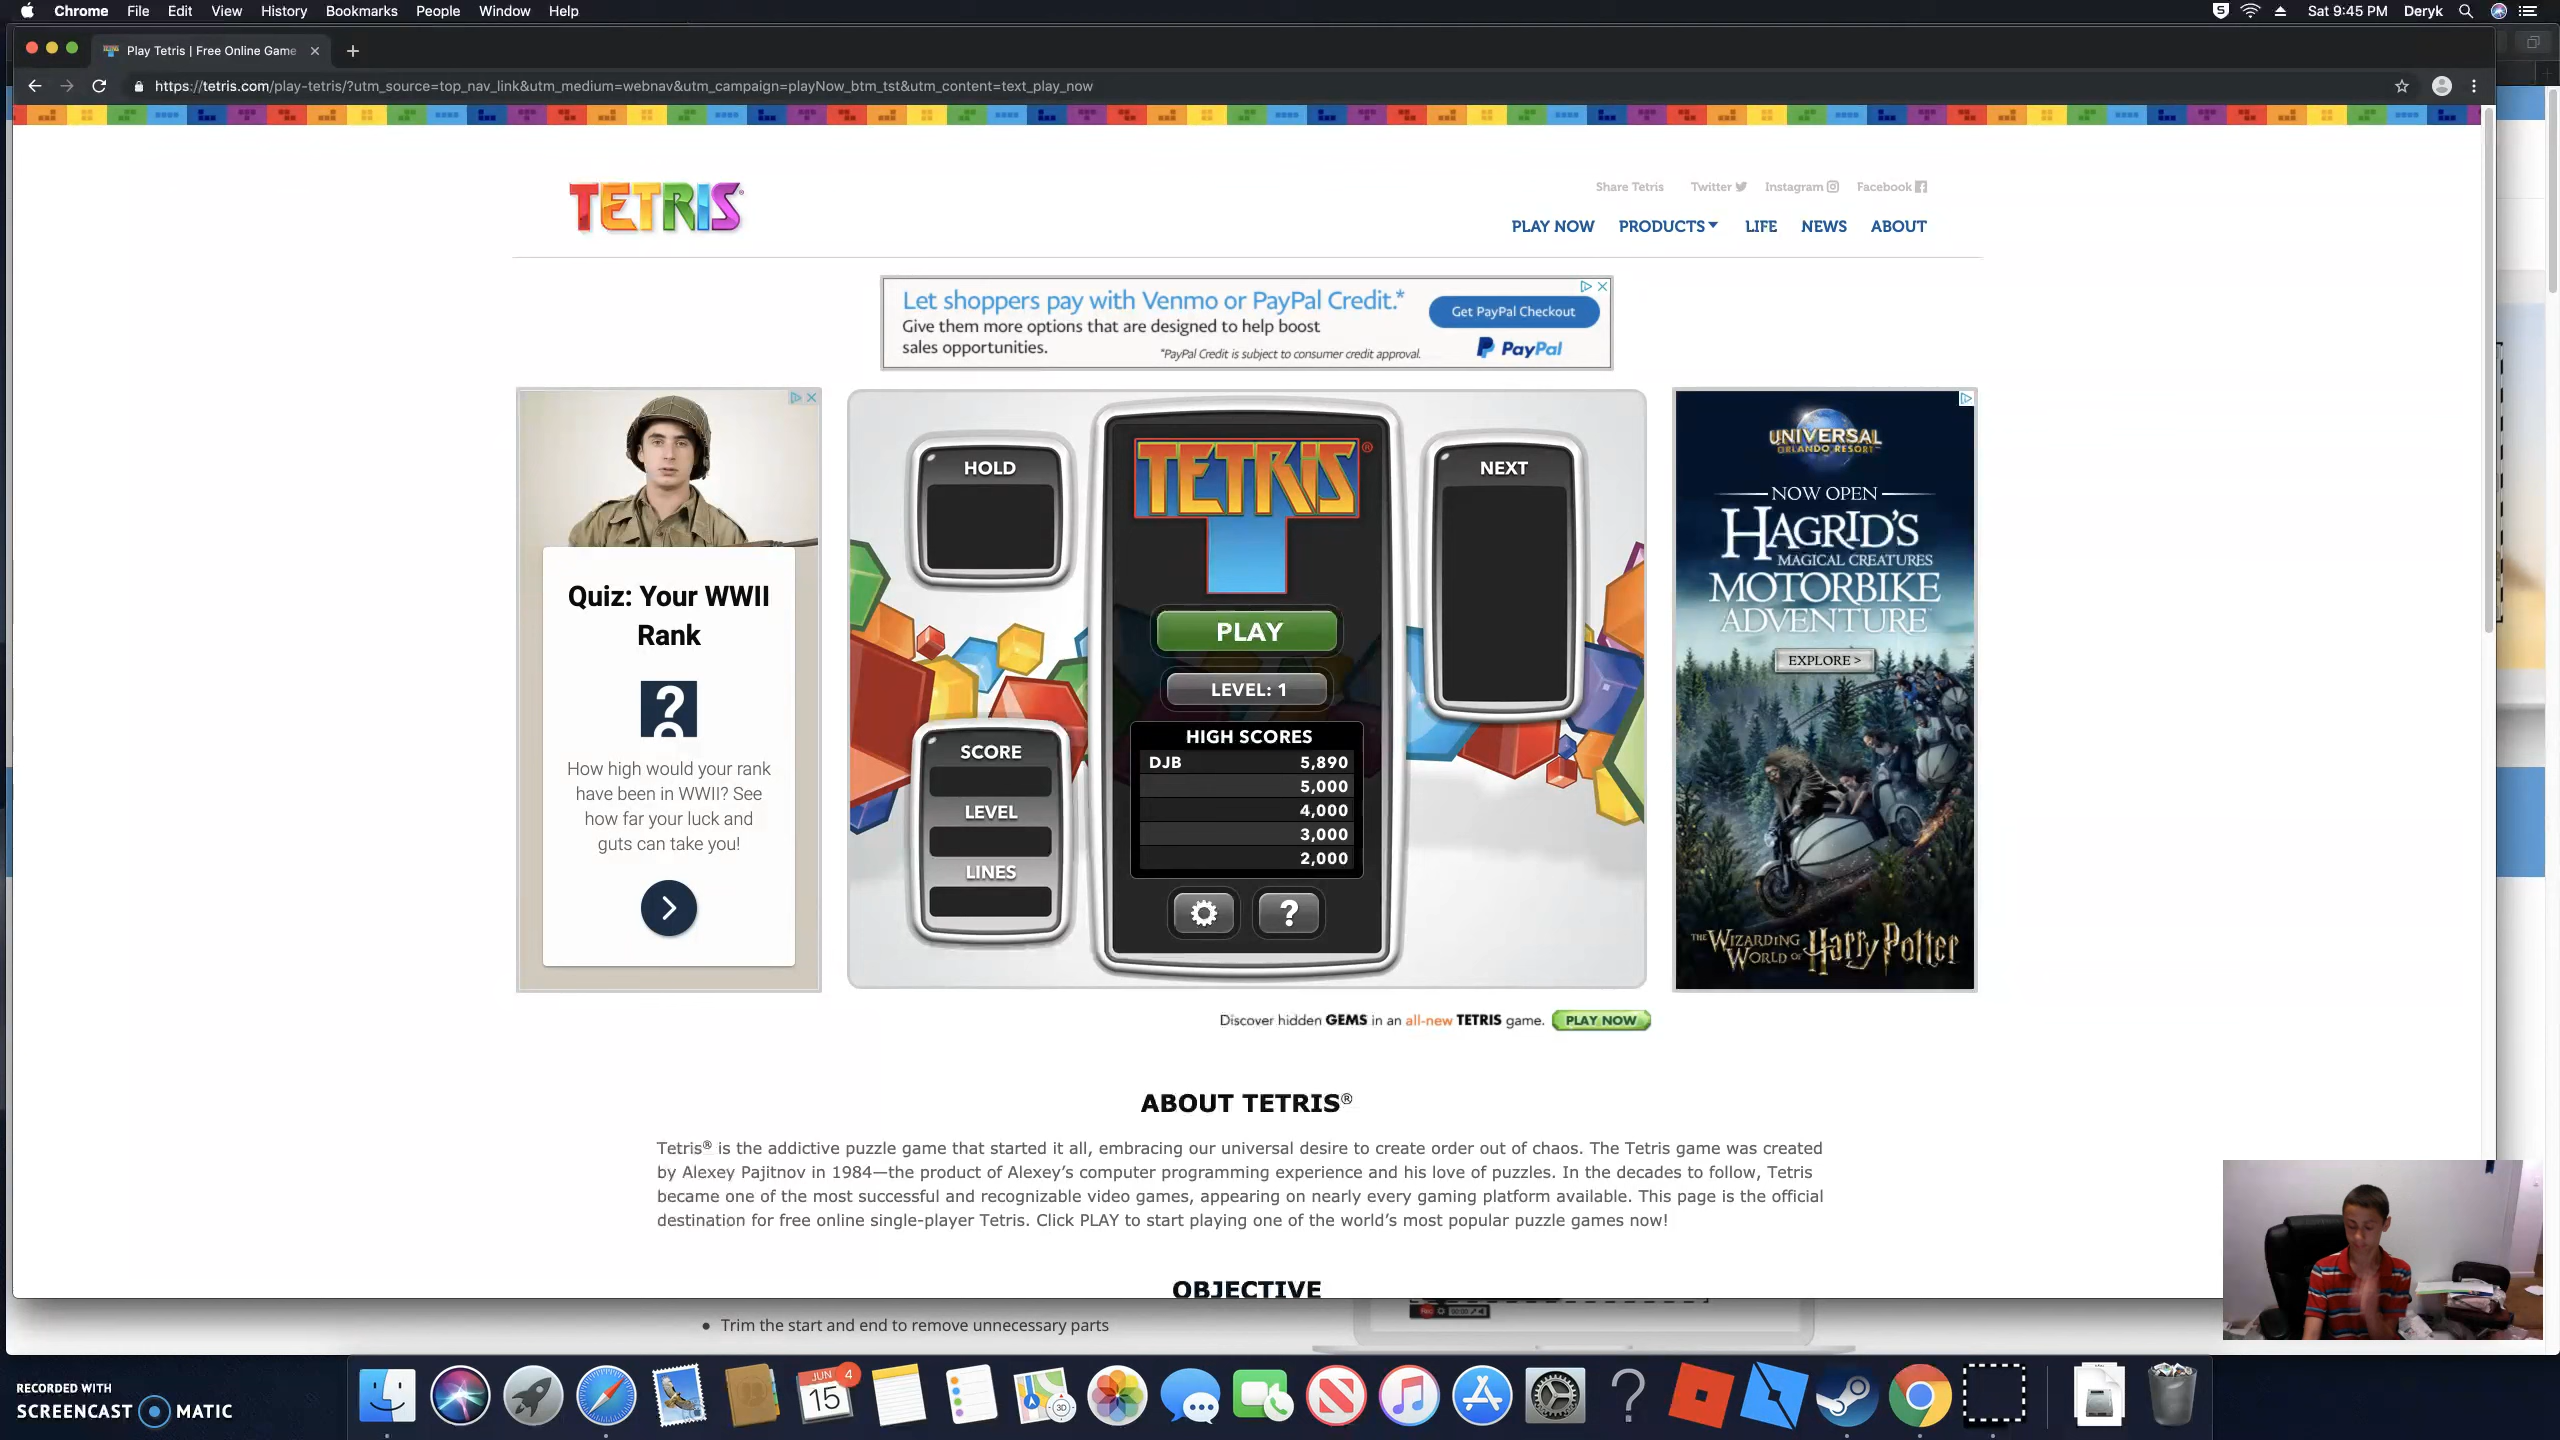 Chrome File Edit View History Bookmarks People Window Help
Sat 9:45 PM Deryk
Play Tetris | Free Online Game
https://tetris.com/play-tetris/?utm_source=top_nav_link&utm_medium=webnav&utm_campaign=playNow_btm_tst&utm_content=text_play_now
TETRIS
Share Tetris Twitter Instagram Facebook
PLAY NOW PRODUCTS LIFE NEWS ABOUT
Let shoppers pay with Venmo or PayPal Credit.*
Give them more options that are designed to help boost
sales opportunities.
*PayPal Credit is subject to consumer credit approval.
Get PayPal Checkout
PayPal
Quiz: Your WWII
Rank
?
How high would your rank
have been in WWII? See
how far your luck and
guts can take you!
HOLD
TETRIS®
NEXT
PLAY
LEVEL: 1
HIGH SCORES
DJB 5,890
5,000
4,000
3,000
2,000
SCORE
LEVEL
LINES
?
UNIVERSAL
ORLANDO RESORT
NOW OPEN
HAGRID'S
MAGICAL CREATURES
MOTORBIKE
ADVENTURE
EXPLORE >
THE WIZARDING
WORLD OF Harry Potter
Discover hidden GEMS in an all-new TETRIS game. PLAY NOW
ABOUT TETRIS®
Tetris® is the addictive puzzle game that started it all, embracing our universal desire to create order out of chaos. The Tetris game was created
by Alexey Pajitnov in 1984—the product of Alexey's computer programming experience and his love of puzzles. In the decades to follow, Tetris
became one of the most successful and recognizable video games, appearing on nearly every gaming platform available. This page is the official
destination for free online single-player Tetris. Click PLAY to start playing one of the world's most popular puzzle games now!
OBJECTIVE
• Trim the start and end to remove unnecessary parts
RECORDED WITH
SCREENCAST MATIC
JUN 4
15
3D
?